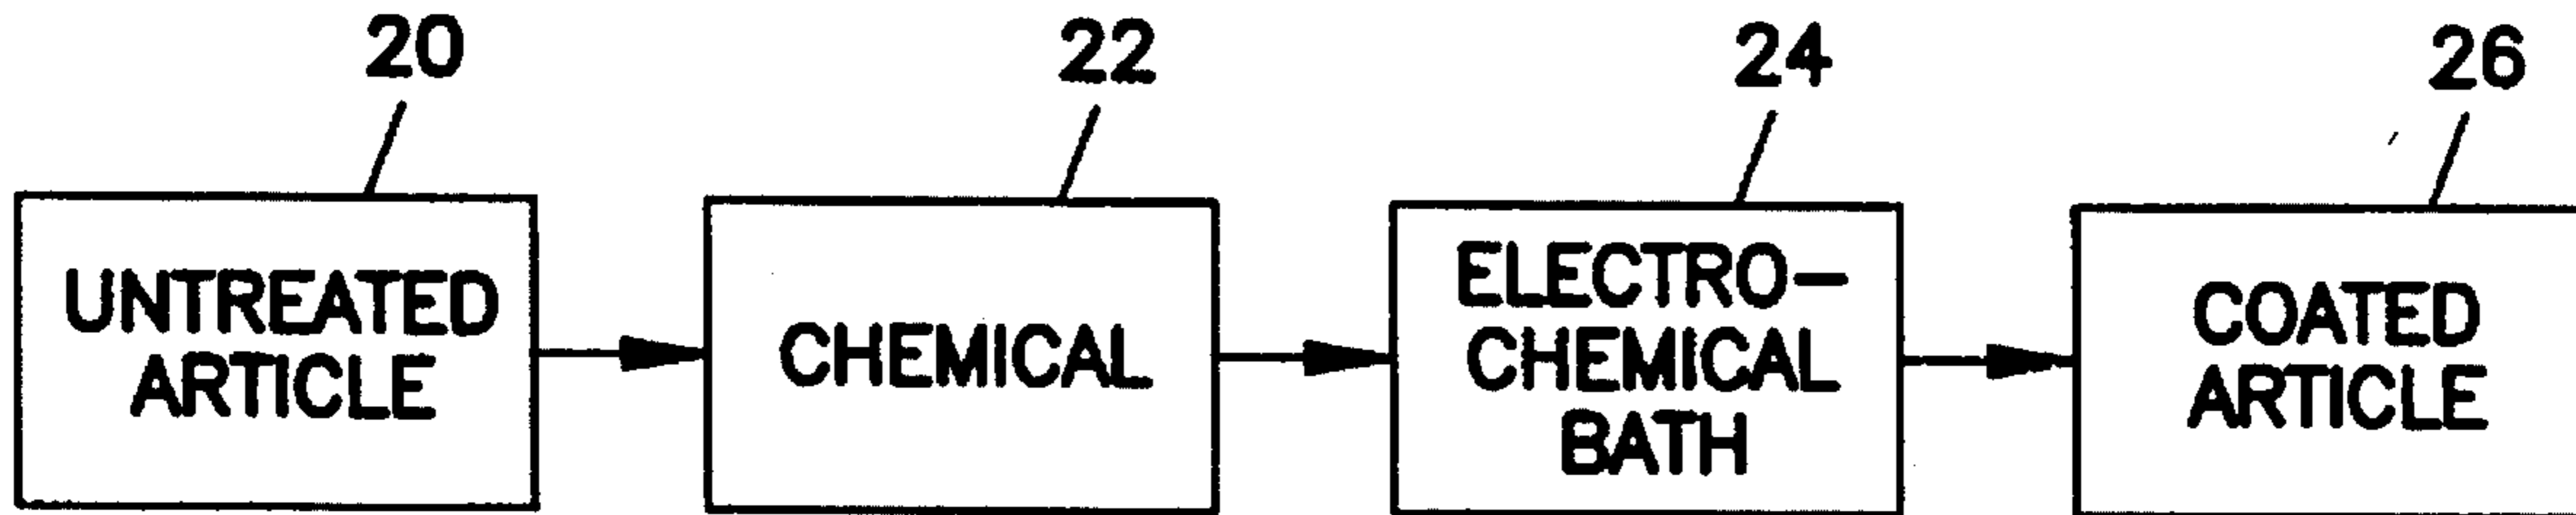 20
22
24
26
UNTREATED
ARTICLE
CHEMICAL
ELECTRO-
CHEMICAL
BATH
COATED
ARTICLE